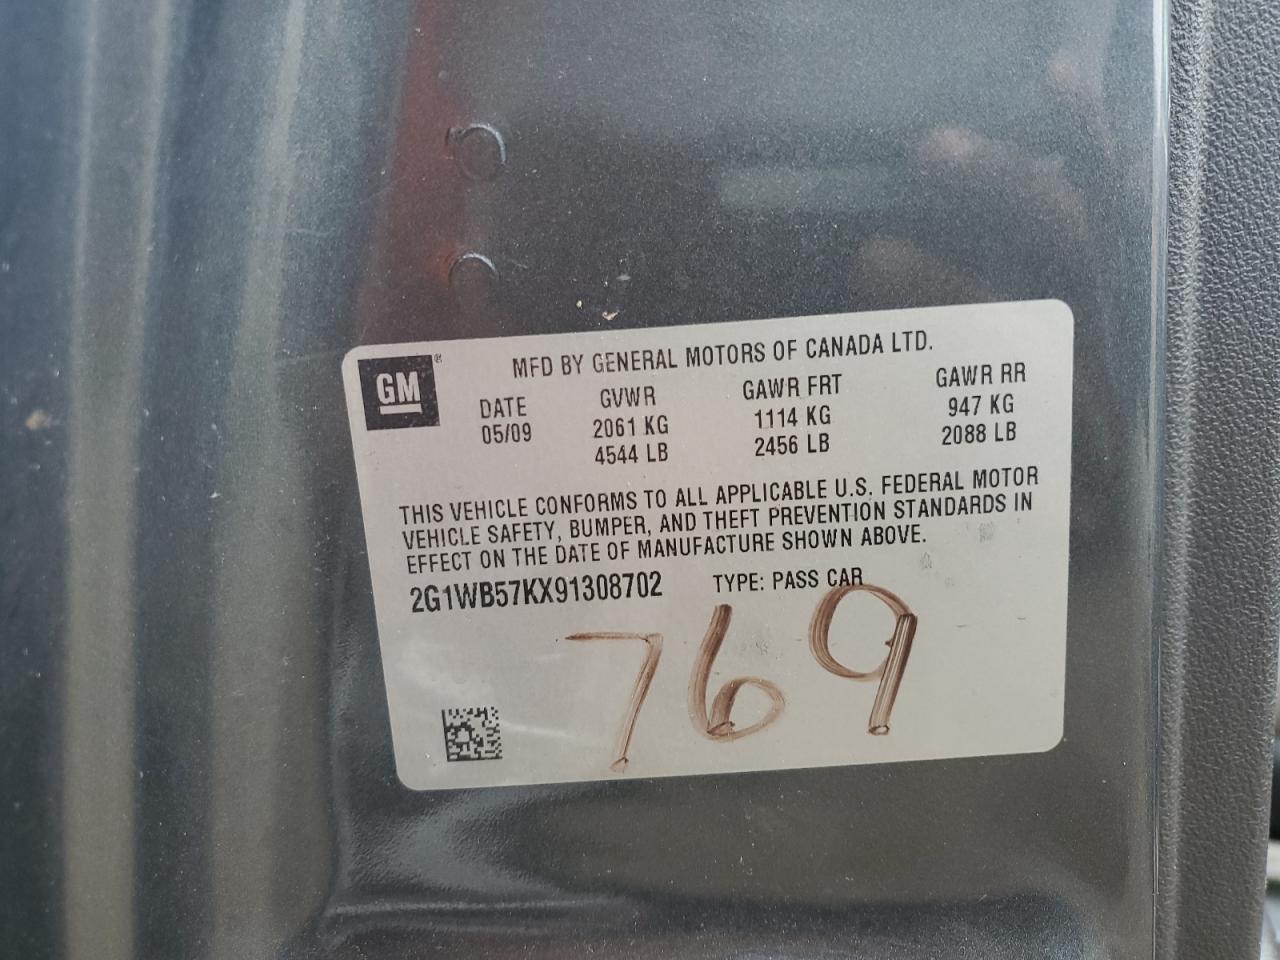 GM®
MFD BY GENERAL MOTORS OF CANADA LTD.
DATE GVWR GAWR FRT GAWR RR
05/09 2061 KG 1114 KG 947 KG
4544 LB 2456 LB 2088 LB
THIS VEHICLE CONFORMS TO ALL APPLICABLE U.S. FEDERAL MOTOR
VEHICLE SAFETY, BUMPER, AND THEFT PREVENTION STANDARDS IN
EFFECT ON THE DATE OF MANUFACTURE SHOWN ABOVE.
2G1WB57KX91308702 TYPE: PASS CAR
769